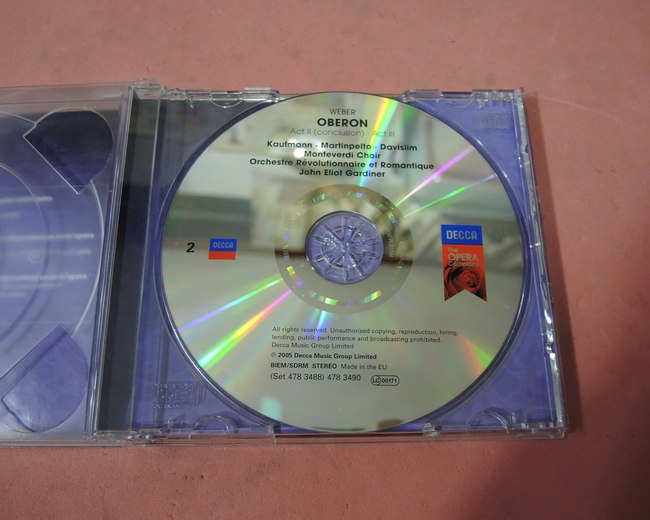 WEBER
OBERON
Act II (conclusion) · Act III
Kaufmann · Martinpelto · Davislim
Monteverdi Choir
Orchestre Révolutionnaire et Romantique
John Eliot Gardiner
2
DECCA
DECCA
The
OPERA
Company
All rights reserved. Unauthorised copying, reproduction, hiring,
lending, public performance and broadcasting prohibited.
Decca Music Group Limited
℗ 2005 Decca Music Group Limited
BIEM/SDRM STEREO Made in the EU
(Set 478 3488) 478 3490
LC 00171